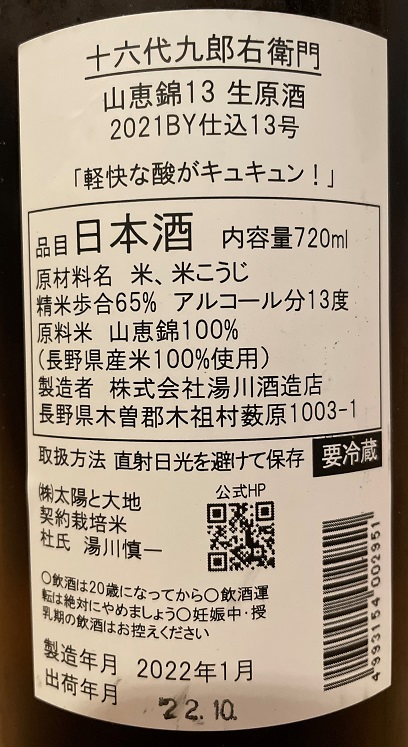 十六代九郎右衛門
山恵錦13 生原酒
2021BY仕込13号
「軽快な酸がキュキュン!」
品目 日本酒 内容量720ml
原材料名 米、米こうじ
精米歩合65% アルコール分13度
原料米 山恵錦100%
(長野県産米100%使用)
製造者 株式会社湯川酒造店
長野県木曽郡木祖村薮原1003-1
取扱方法 直射日光を避けて保存 要冷蔵
㈱太陽と大地
契約栽培米
杜氏 湯川慎一
公式HP
○飲酒は20歳になってから○飲酒運
転は絶対にやめましょう○妊娠中・授
乳期の飲酒はお控えください
製造年月 2022年1月
出荷年月 22.10.
4993154002951